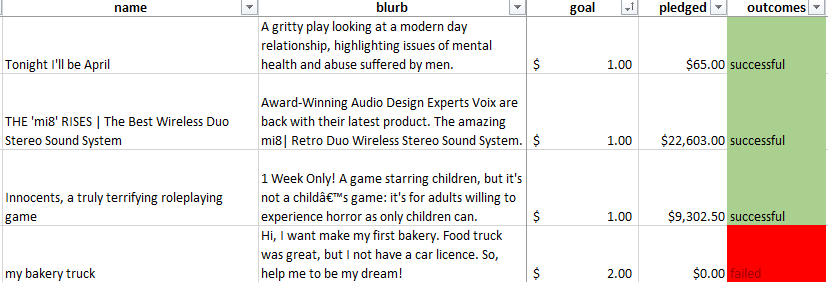 name blurb goal pledged outcomes
A gritty play looking at a modern day
relationship, highlighting issues of mental
Tonight I'll be April health and abuse suffered by men. $ 1.00 $65.00 successful
Award-Winning Audio Design Experts Voix are
THE 'mi8' RISES | The Best Wireless Duo back with their latest product. The amazing
Stereo Sound System mi8| Retro Duo Wireless Stereo Sound System. $ 1.00 $22,603.00 successful
1 Week Only! A game starring children, but it's
Innocents, a truly terrifying roleplaying not a childâ€™s game: it's for adults willing to
game experience horror as only children can. $ 1.00 $9,302.50 successful
Hi, I want make my first bakery. Food truck
was great, but I not have a car licence. So,
my bakery truck help me to be my dream! $ 2.00 $0.00 failed